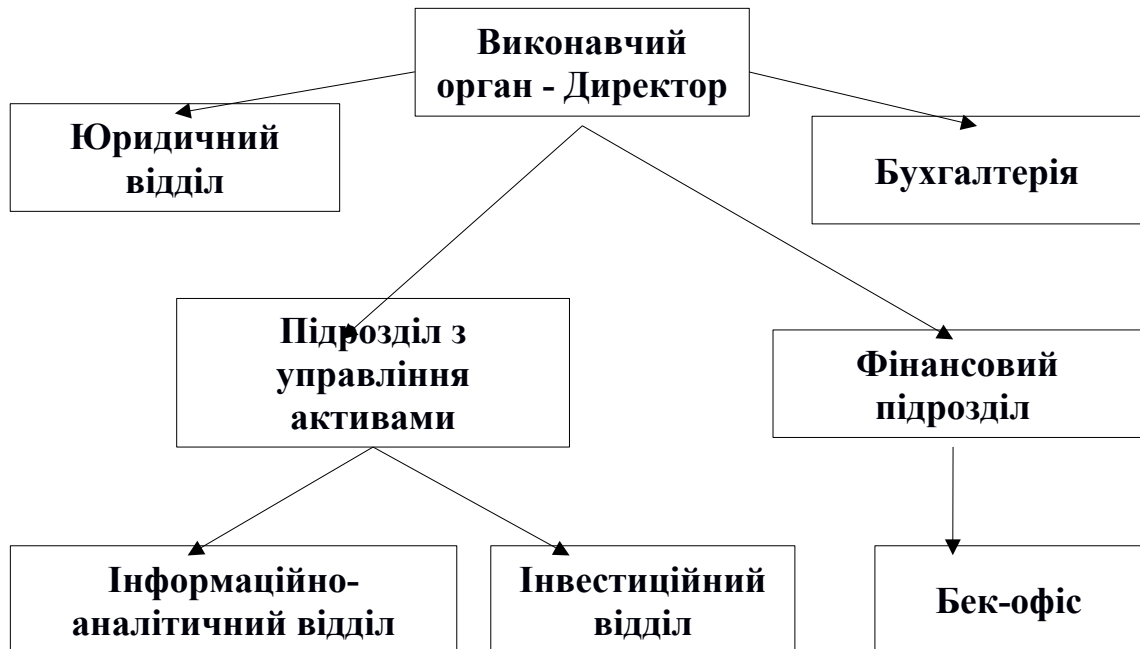 Виконавчий
орган - Директор
Юридичний
відділ
Бухгалтерія
Підрозділ з
управління
активами
Фінансовий
підрозділ
Інформаційно-
аналітичний відділ
Інвестиційний
відділ
Бек-офіс